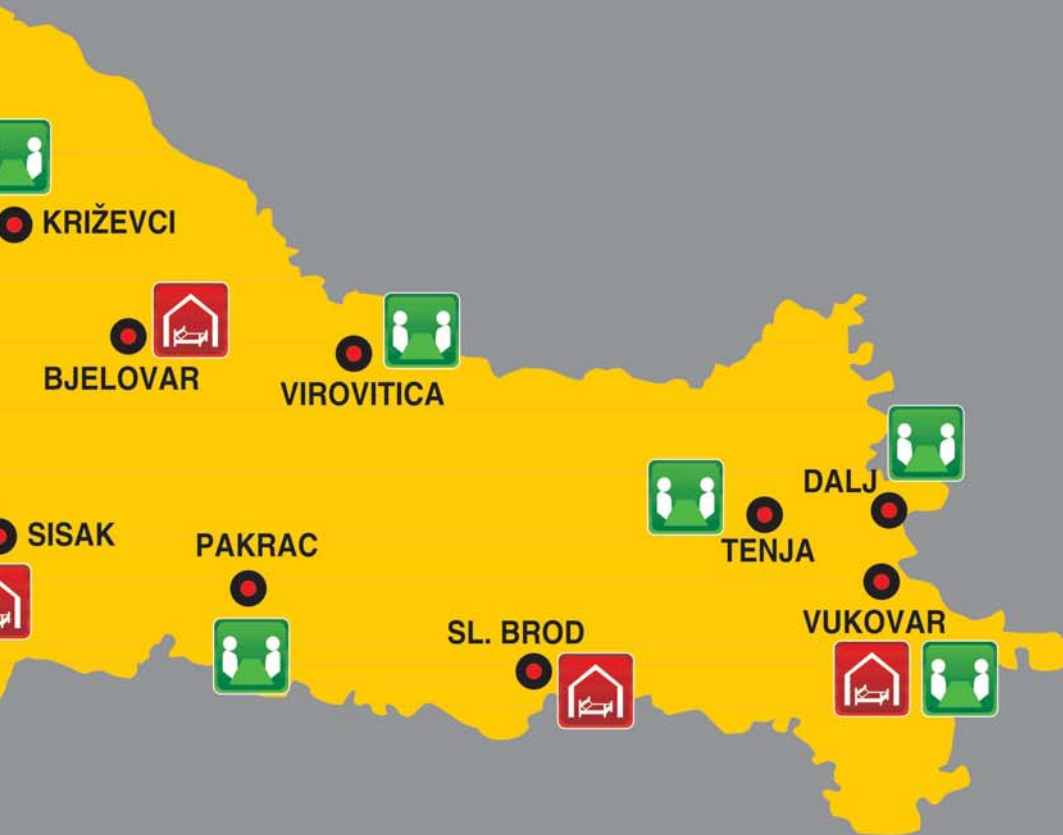 KRIŽEVCI
BJELOVAR
VIROVITICA
DALJ
SISAK
PAKRAC
TENJA
VUKOVAR
SL. BROD